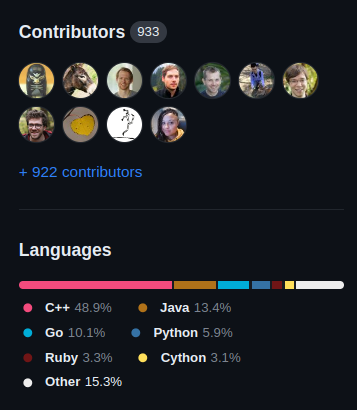 Contributors 933
+ 922 contributors
Languages
C++ 48.9% Java 13.4%
Go 10.1% Python 5.9%
Ruby 3.3% Cython 3.1%
Other 15.3%